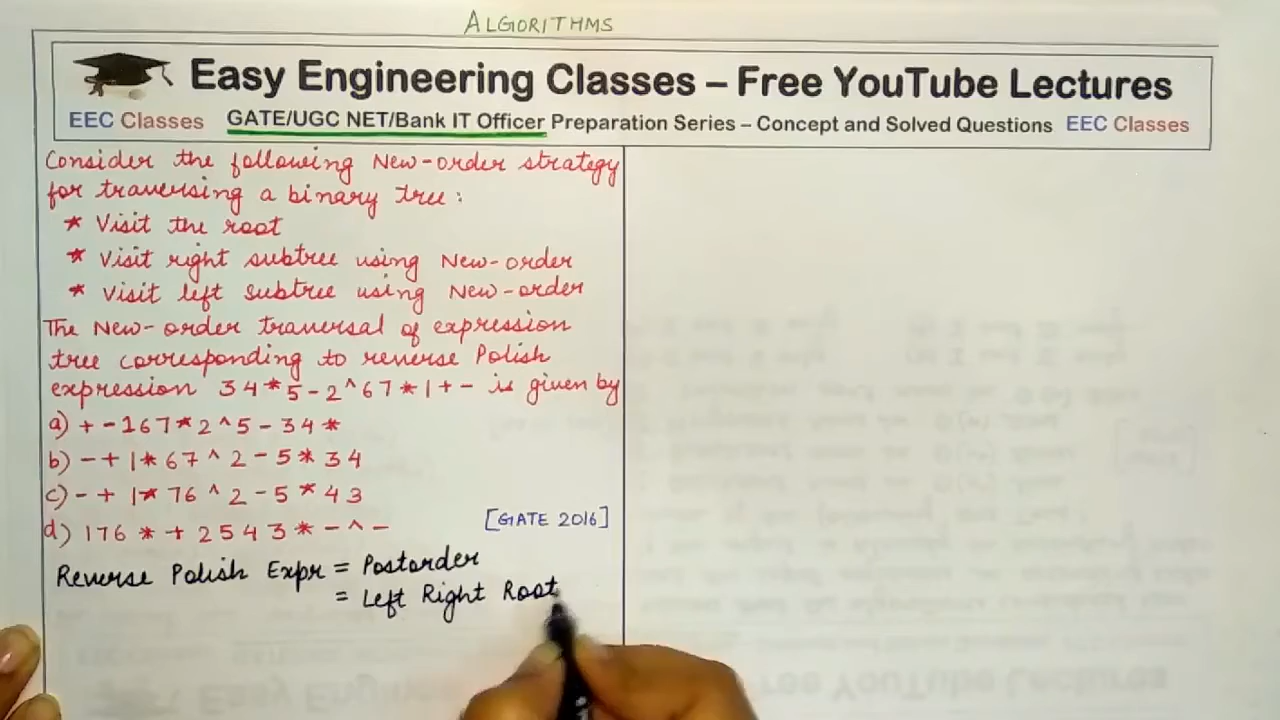 ALGORITHMS
Easy Engineering Classes – Free YouTube Lectures
EEC Classes GATE/UGC NET/Bank IT Officer Preparation Series – Concept and Solved Questions EEC Classes
Consider the following New-order strategy
for traversing a binary tree:
* Visit the root
* Visit right subtree using New-order
* Visit left subtree using New-order
The New-order traversal of expression
tree corresponding to reverse Polish
expression 3 4 * 5 - 2 ^ 6 7 * 1 + - is given by
a) + - 1 6 7 * 2 ^ 5 - 3 4 *
b) - + 1 * 6 7 ^ 2 - 5 * 3 4
c) - + 1 * 7 6 ^ 2 - 5 * 4 3
d) 1 7 6 * + 2 5 4 3 * - ^ -
[GATE 2016]
Reverse Polish Expr = Postorder
= Left Right Root